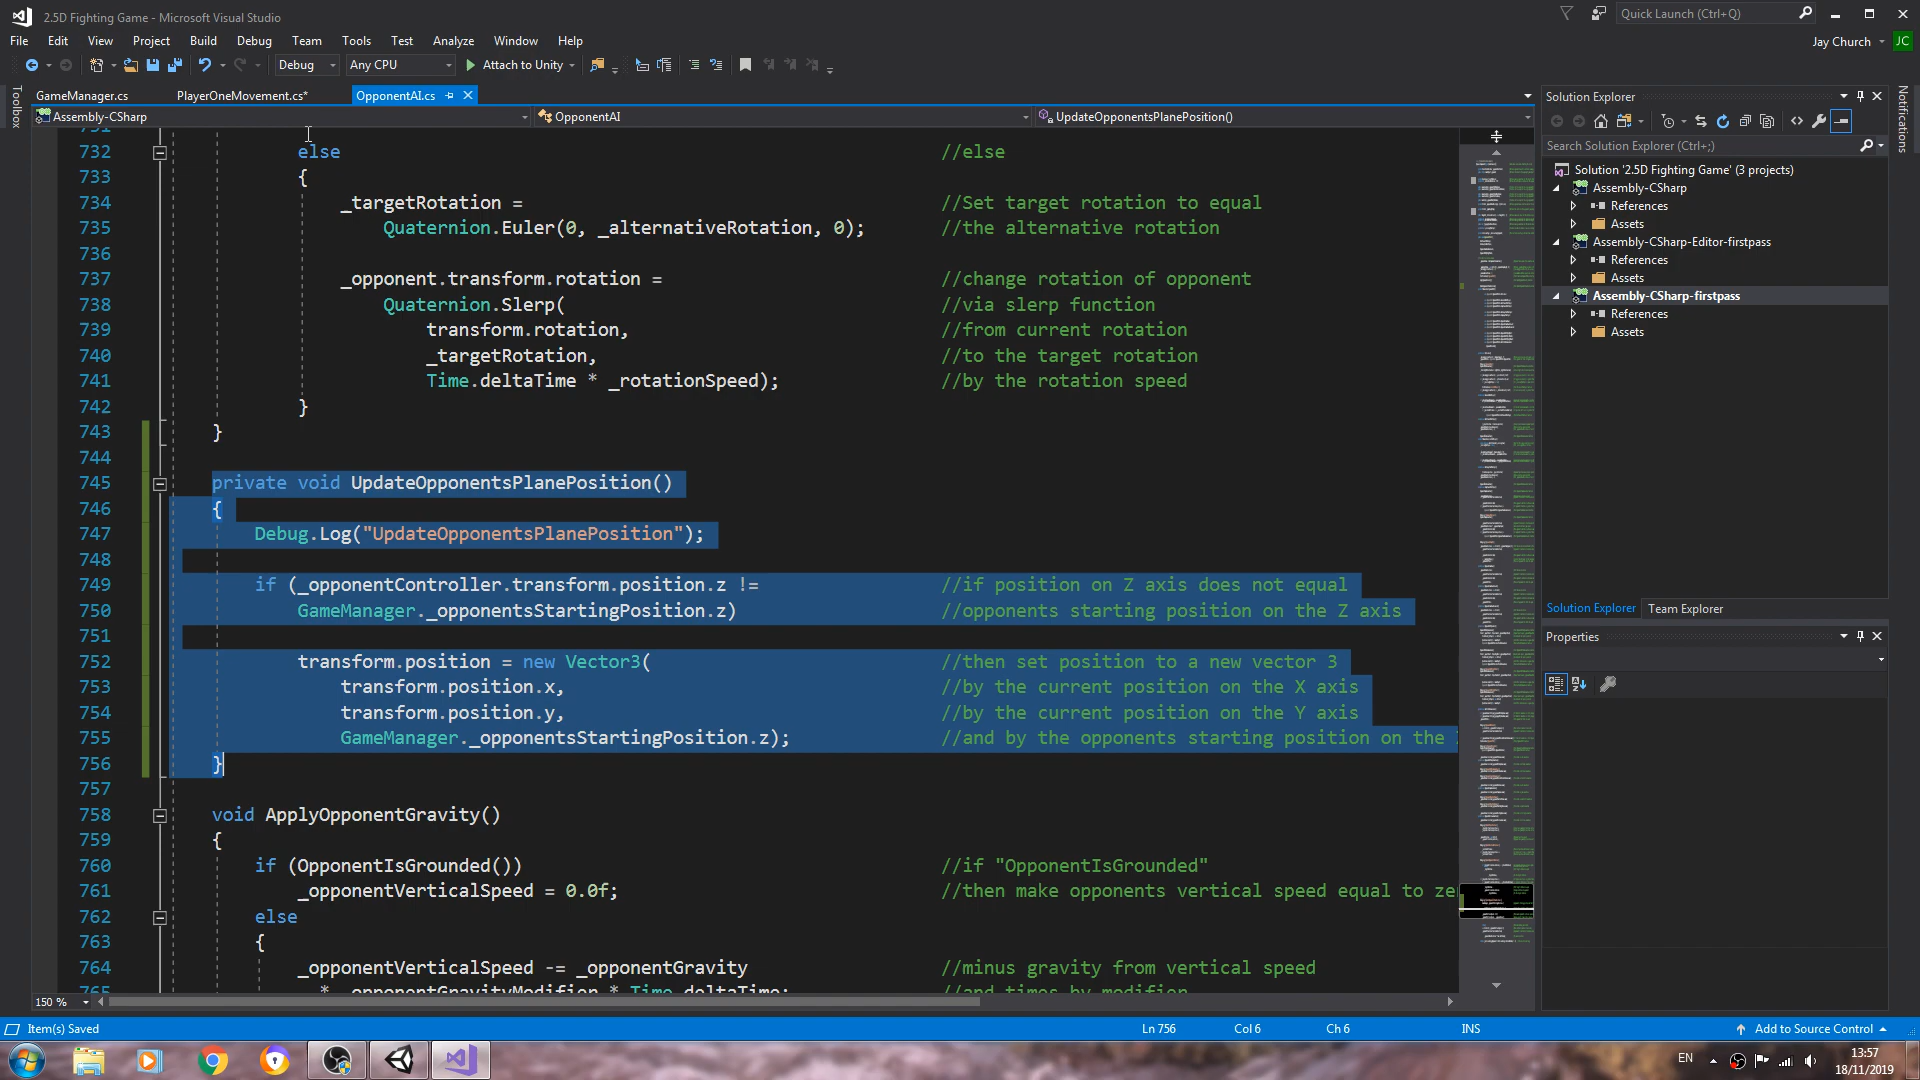 2.5D Fighting Game - Microsoft Visual Studio
Quick Launch (Ctrl+Q)
File Edit View Project Build Debug Team Tools Test Analyze Window Help
Jay Church JC
Debug Any CPU Attach to Unity
Toolbox
GameManager.cs PlayerOneMovement.cs* OpponentAI.cs
Assembly-CSharp OpponentAI UpdateOpponentsPlanePosition()
732 else //else
733 {
734 _targetRotation = //Set target rotation to equal
735 Quaternion.Euler(0, _alternativeRotation, 0); //the alternative rotation
736
737 _opponent.transform.rotation = //change rotation of opponent
738 Quaternion.Slerp( //via slerp function
739 transform.rotation, //from current rotation
740 _targetRotation, //to the target rotation
741 Time.deltaTime * _rotationSpeed); //by the rotation speed
742 }
743 }
744
745 private void UpdateOpponentsPlanePosition()
746 {
747 Debug.Log("UpdateOpponentsPlanePosition");
748
749 if (_opponentController.transform.position.z != //if position on Z axis does not equal
750 GameManager._opponentsStartingPosition.z) //opponents starting position on the Z axis
751
752 transform.position = new Vector3( //then set position to a new vector 3
753 transform.position.x, //by the current position on the X axis
754 transform.position.y, //by the current position on the Y axis
755 GameManager._opponentsStartingPosition.z); //and by the opponents starting position on the
756 }
757
758 void ApplyOpponentGravity()
759 {
760 if (OpponentIsGrounded()) //if "OpponentIsGrounded"
761 _opponentVerticalSpeed = 0.0f; //then make opponents vertical speed equal to ze
762 else
763 {
764 _opponentVerticalSpeed -= _opponentGravity //minus gravity from vertical speed
765 * _opponentGravityModifier * Time.deltaTime; //and times by modifier
150 %
Solution Explorer
Search Solution Explorer (Ctrl+;)
Solution '2.5D Fighting Game' (3 projects)
Assembly-CSharp
References
Assets
Assembly-CSharp-Editor-firstpass
References
Assets
Assembly-CSharp-firstpass
References
Assets
Solution Explorer Team Explorer
Properties
Notifications
Item(s) Saved Ln 756 Col 6 Ch 6 INS Add to Source Control
EN 13:57
18/11/2019